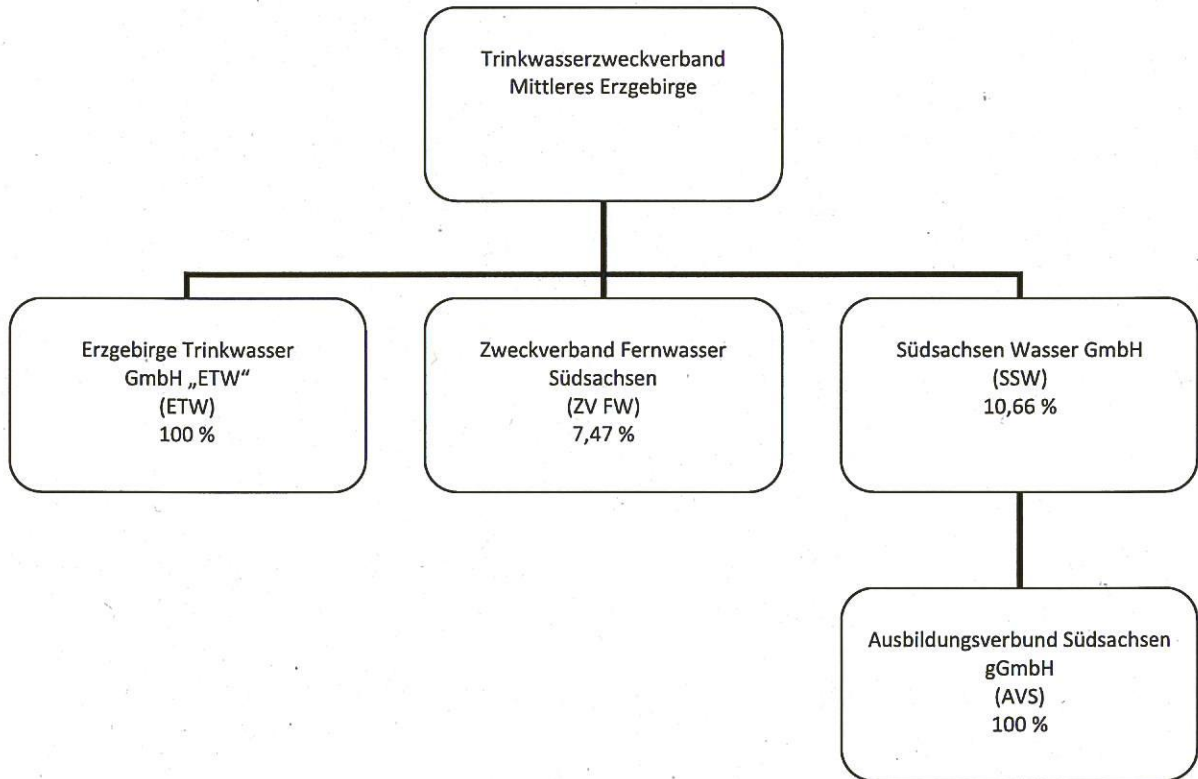 Trinkwasserzweckverband
Mittleres Erzgebirge
Erzgebirge Trinkwasser
GmbH „ETW“
(ETW)
100 %
Zweckverband Fernwasser
Südsachsen
(ZV FW)
7,47 %
Südsachsen Wasser GmbH
(SSW)
10,66 %
Ausbildungsverbund Südsachsen
gGmbH
(AVS)
100 %